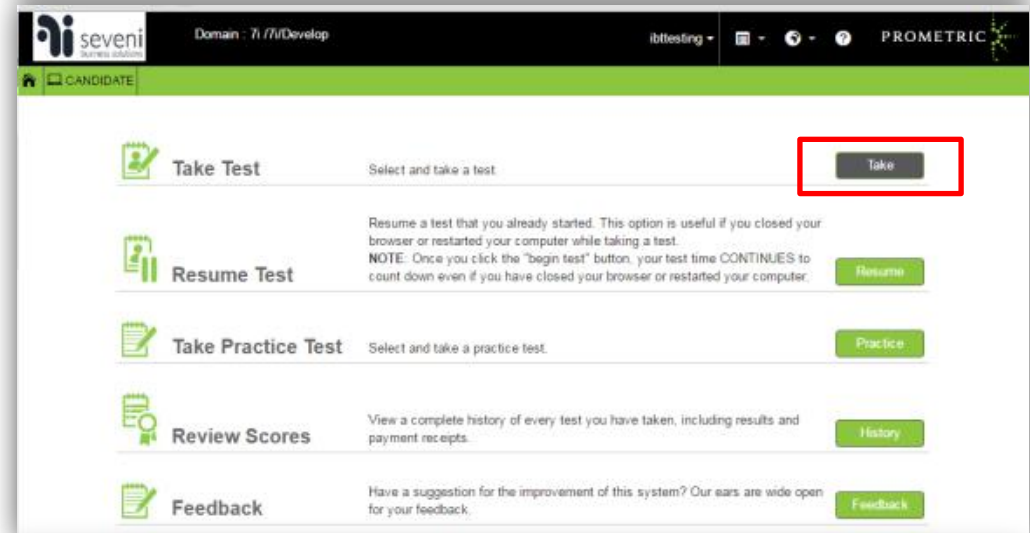 seveni
business solutions
Domain : 7i /7i/Develop
ibttesting
?
PROMETRIC
CANDIDATE
Take Test
Select and take a test
Take
Resume a test that you already started. This option is useful if you closed your
browser or restarted your computer while taking a test.
NOTE: Once you click the "begin test" button, your test time CONTINUES to
count down even if you have closed your browser or restarted your computer.
Resume Test
Resume
Take Practice Test
Select and take a practice test.
Practice
View a complete history of every test you have taken, including results and
payment receipts.
Review Scores
History
Have a suggestion for the improvement of this system? Our ears are wide open
for your feedback.
Feedback
Feedback